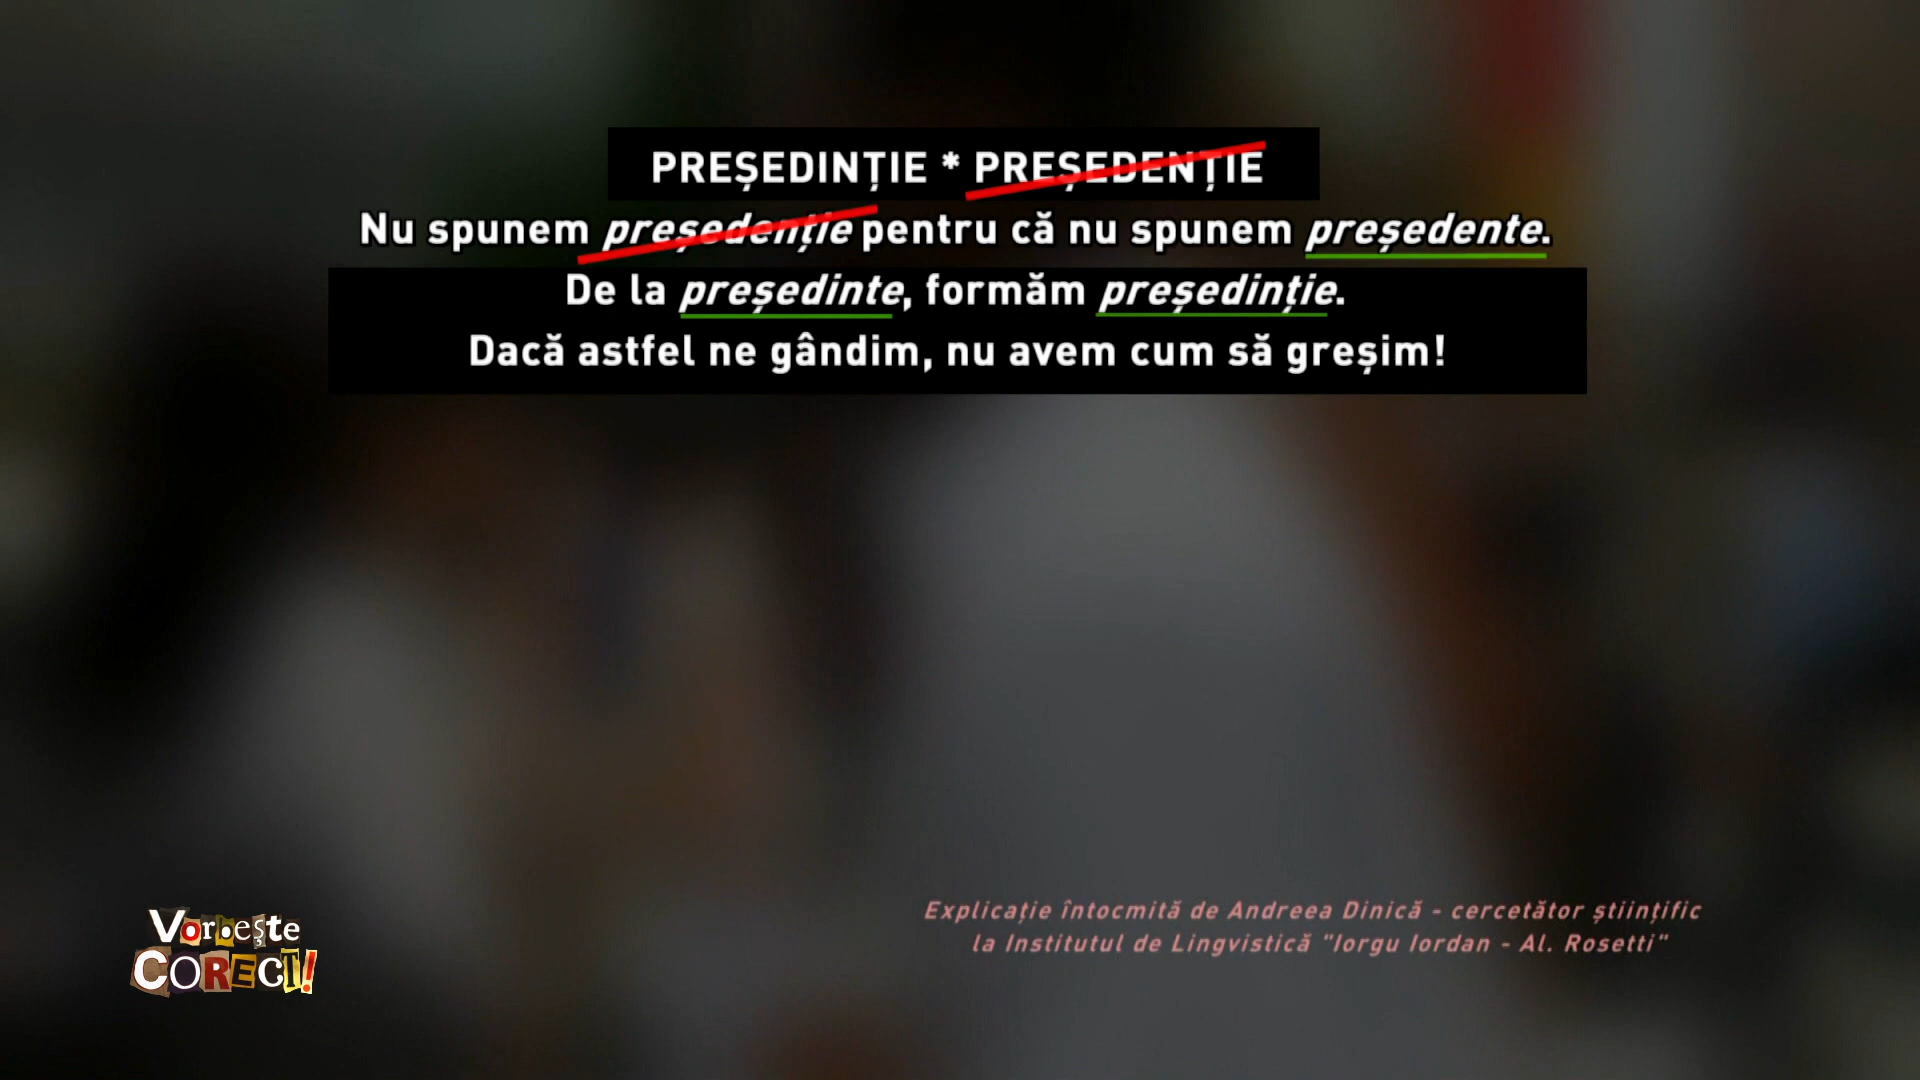 PREȘEDINȚIE * PREȘEDENȚIE
Nu spunem președenție pentru că nu spunem președente.
De la președinte, formăm președinție.
Dacă astfel ne gândim, nu avem cum să greșim!
Explicație întocmită de Andreea Dinică - cercetător științific
la Institutul de Lingvistică "Iorgu Iordan - Al. Rosetti"
Vorbește
CORECT!